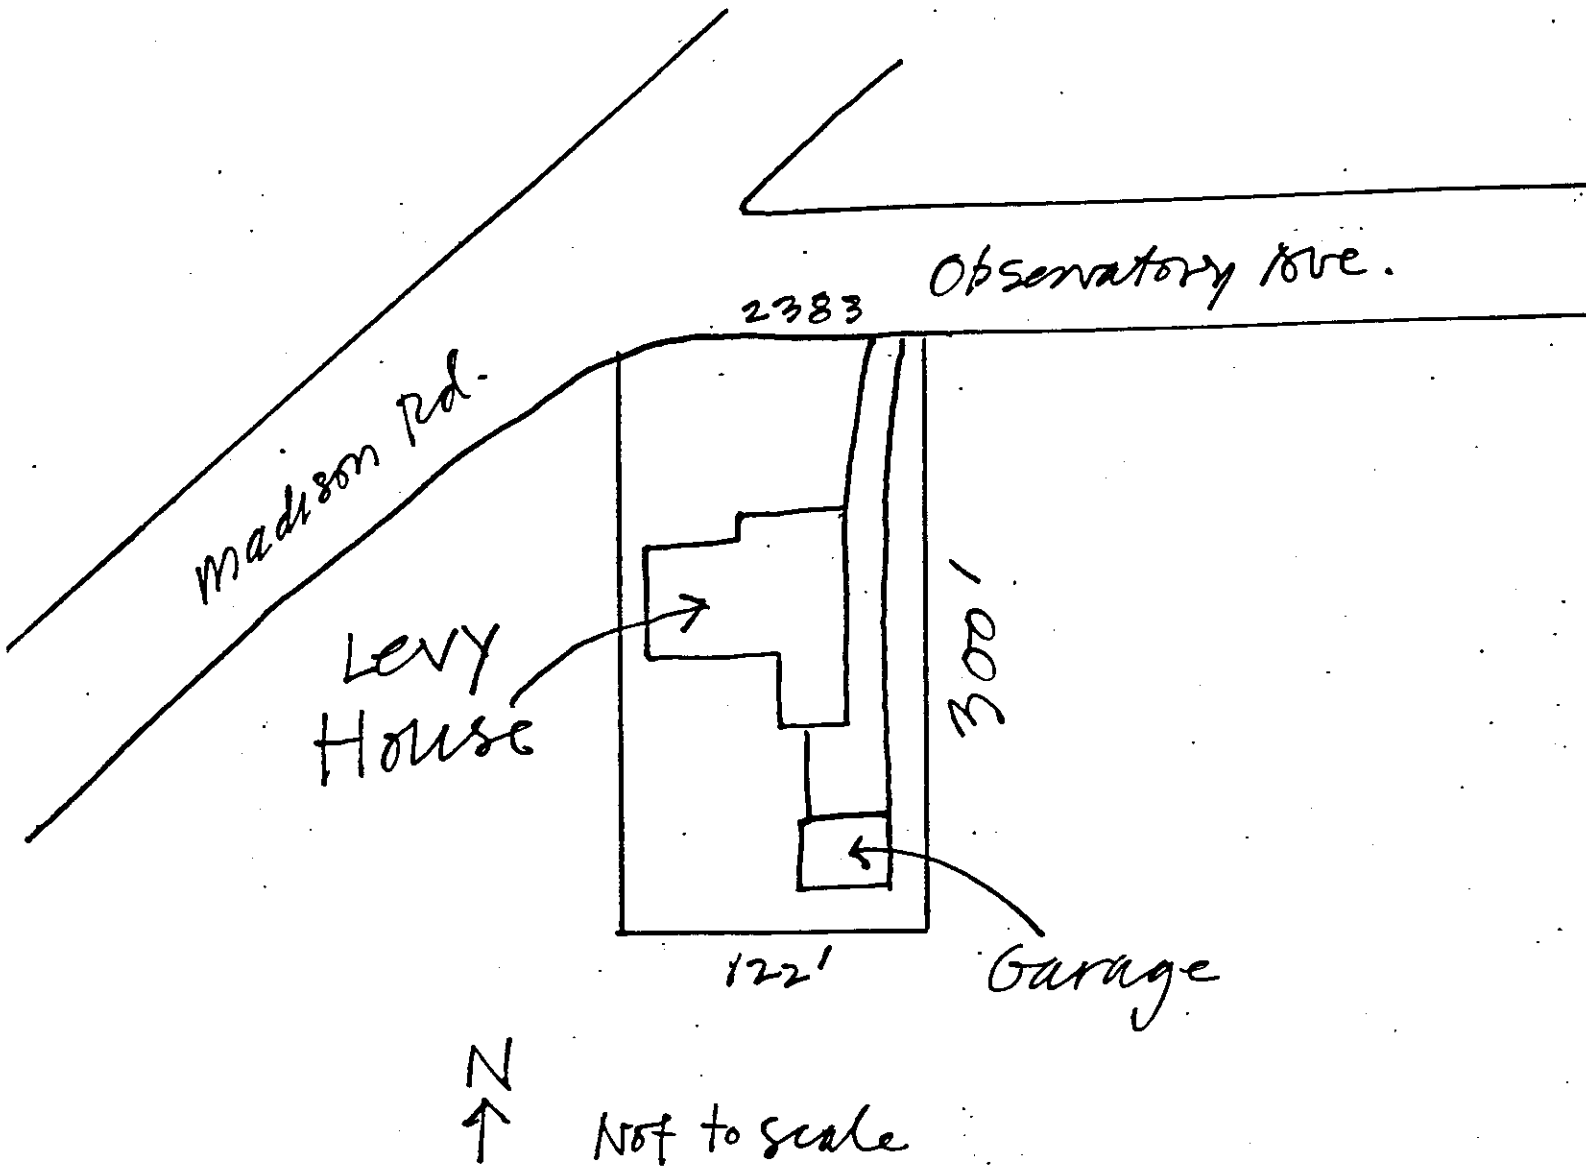 Observatory Ave.
2383
Madison Rd.
300'
Levy
House
122'
Garage
N
Not to scale